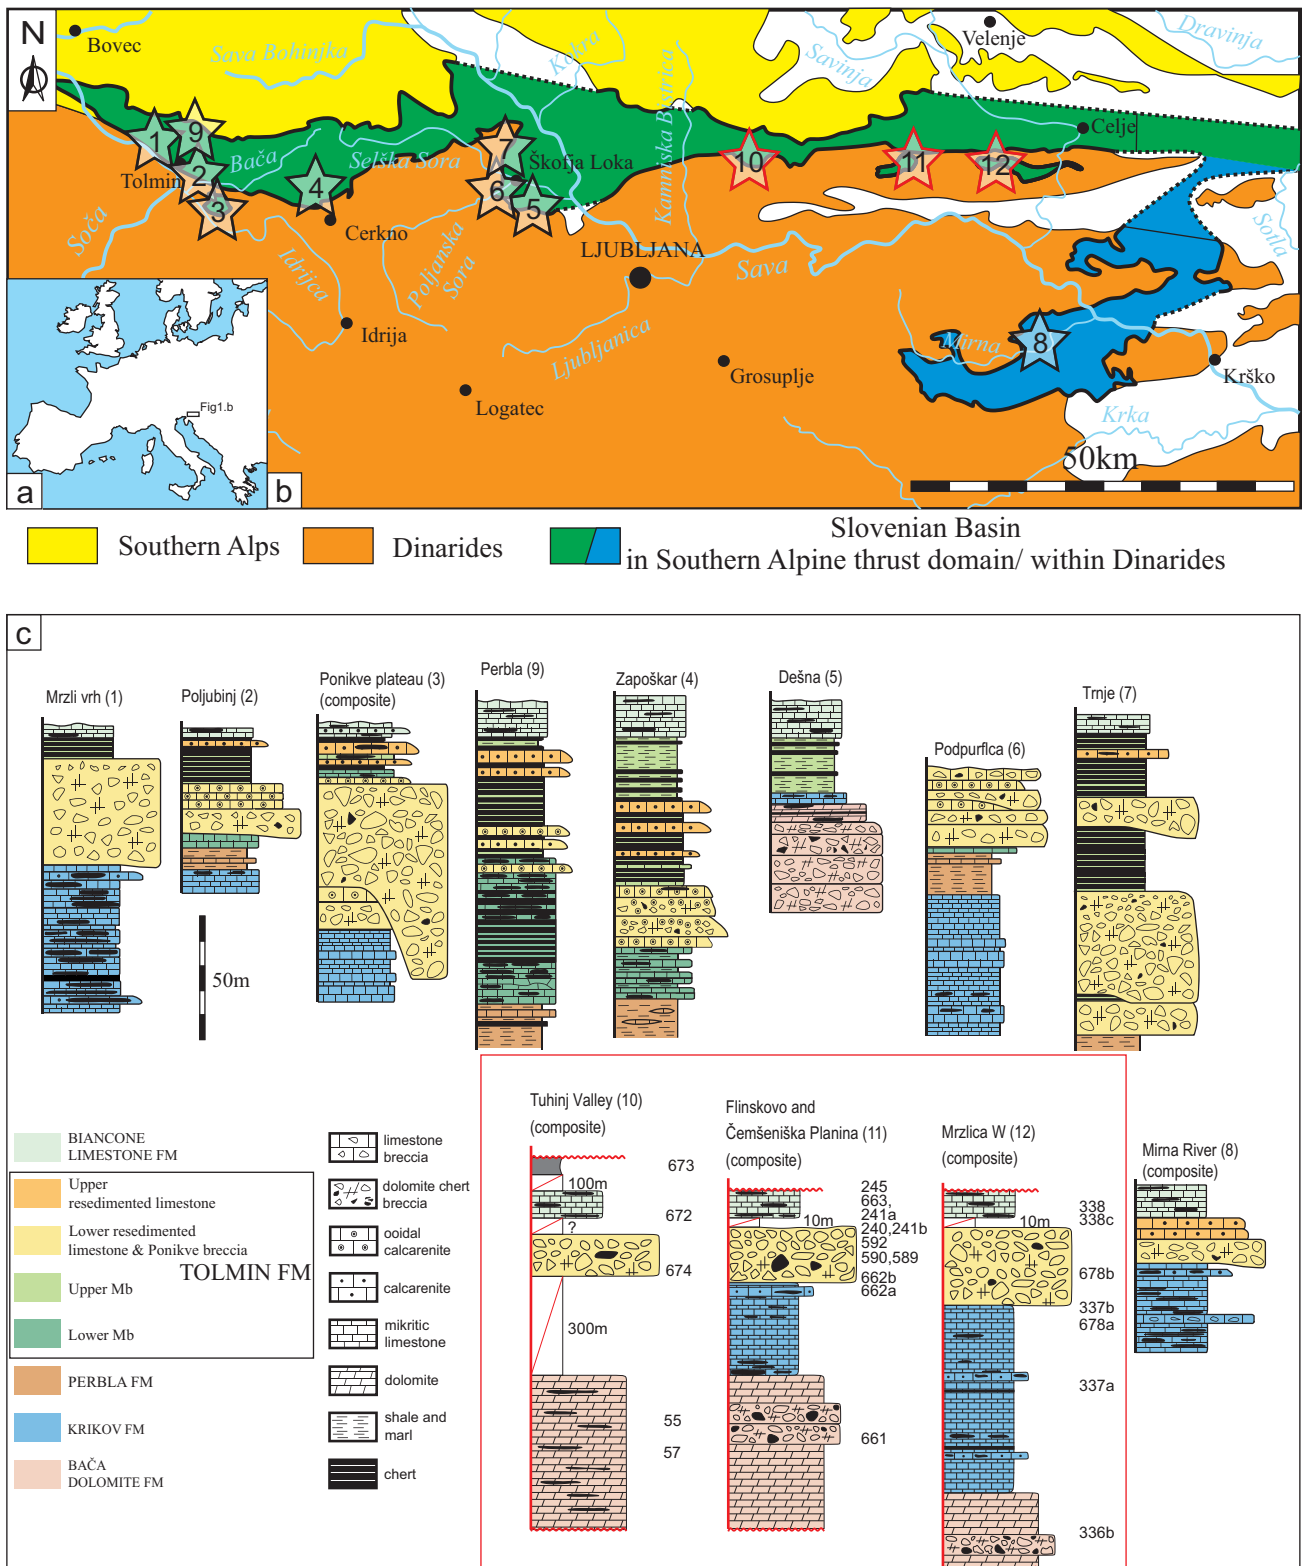 N
Bovec
Sava Bohinjka
Kokra
Kamniška Bistrica
Savinja
Velenje
Dravinja
1
9
Bača
Selška Sora
7
Škofja Loka
10
11
12
Celje
Tolmin
2
3
4
6
5
Soča
Cerkno
Idrijca
Poljanska
Sora
LJUBLJANA
Sava
Sotla
Idrija
Ljubljanica
Mirna
8
Fig1.b
Grosuplje
Krško
Logatec
Krka
50km
a
b
Southern Alps
Dinarides
Slovenian Basin
in Southern Alpine thrust domain/ within Dinarides
c
Mrzli vrh (1)
Poljubinj (2)
Ponikve plateau (3)
(composite)
Perbla (9)
Zapoškar (4)
Dešna (5)
Podpurflca (6)
Trnje (7)
50m
Tuhinj Valley (10)
(composite)
673
100m
672
?
674
300m
55
57
Flinskovo and
Čemšeniška Planina (11)
(composite)
245
663,
241a
10m
240,241b
592
590,589
662b
662a
661
Mrzlica W (12)
(composite)
338
338c
10m
678b
337b
678a
337a
336b
Mirna River (8)
(composite)
BIANCONE
LIMESTONE FM
Upper
resedimented limestone
Lower resedimented
limestone & Ponikve breccia
TOLMIN FM
Upper Mb
Lower Mb
PERBLA FM
KRIKOV FM
BAČA
DOLOMITE FM
limestone
breccia
dolomite chert
breccia
ooidal
calcarenite
calcarenite
mikritic
limestone
dolomite
shale and
marl
chert